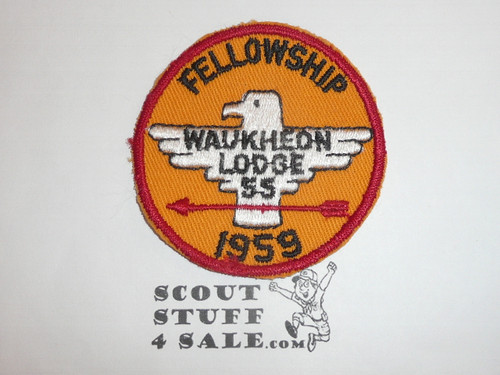 FELLOWSHIP
WAUKHEON
LODGE
55
1959
SCOUT
STUFF
4 SALE.COM